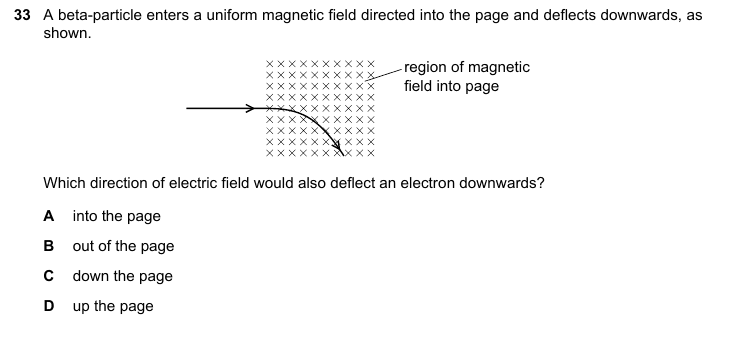 33 A beta-particle enters a uniform magnetic field directed into the page and deflects downwards, as
shown.
region of magnetic
field into page
Which direction of electric field would also deflect an electron downwards?
A into the page
B out of the page
C down the page
D up the page